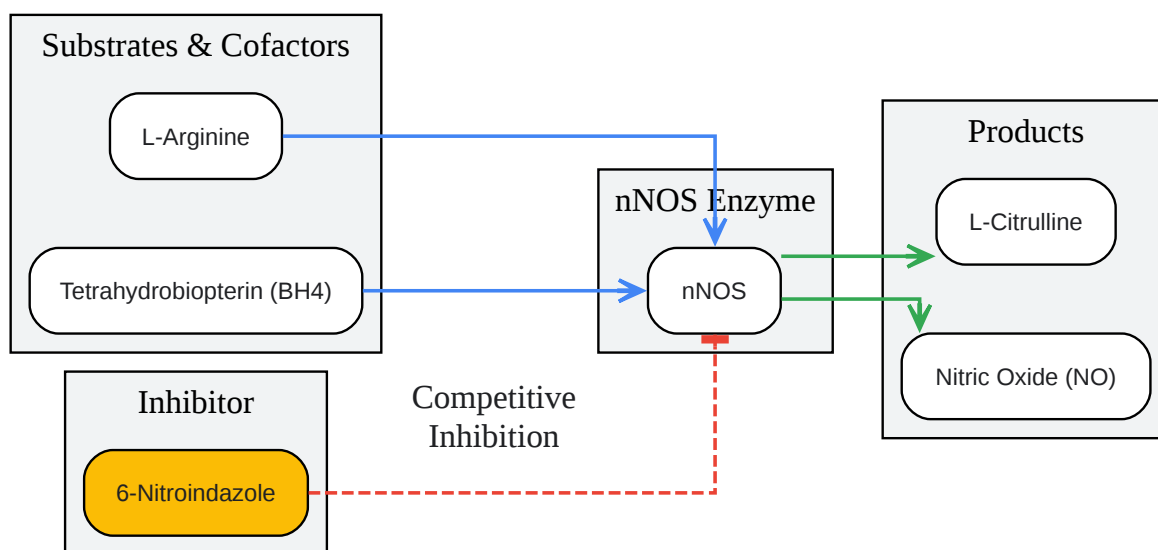 Substrates & Cofactors
L-Arginine
Tetrahydrobiopterin (BH4)
Inhibitor
6-Nitroindazole
Competitive
Inhibition
nNOS Enzyme
nNOS
Products
L-Citrulline
Nitric Oxide (NO)